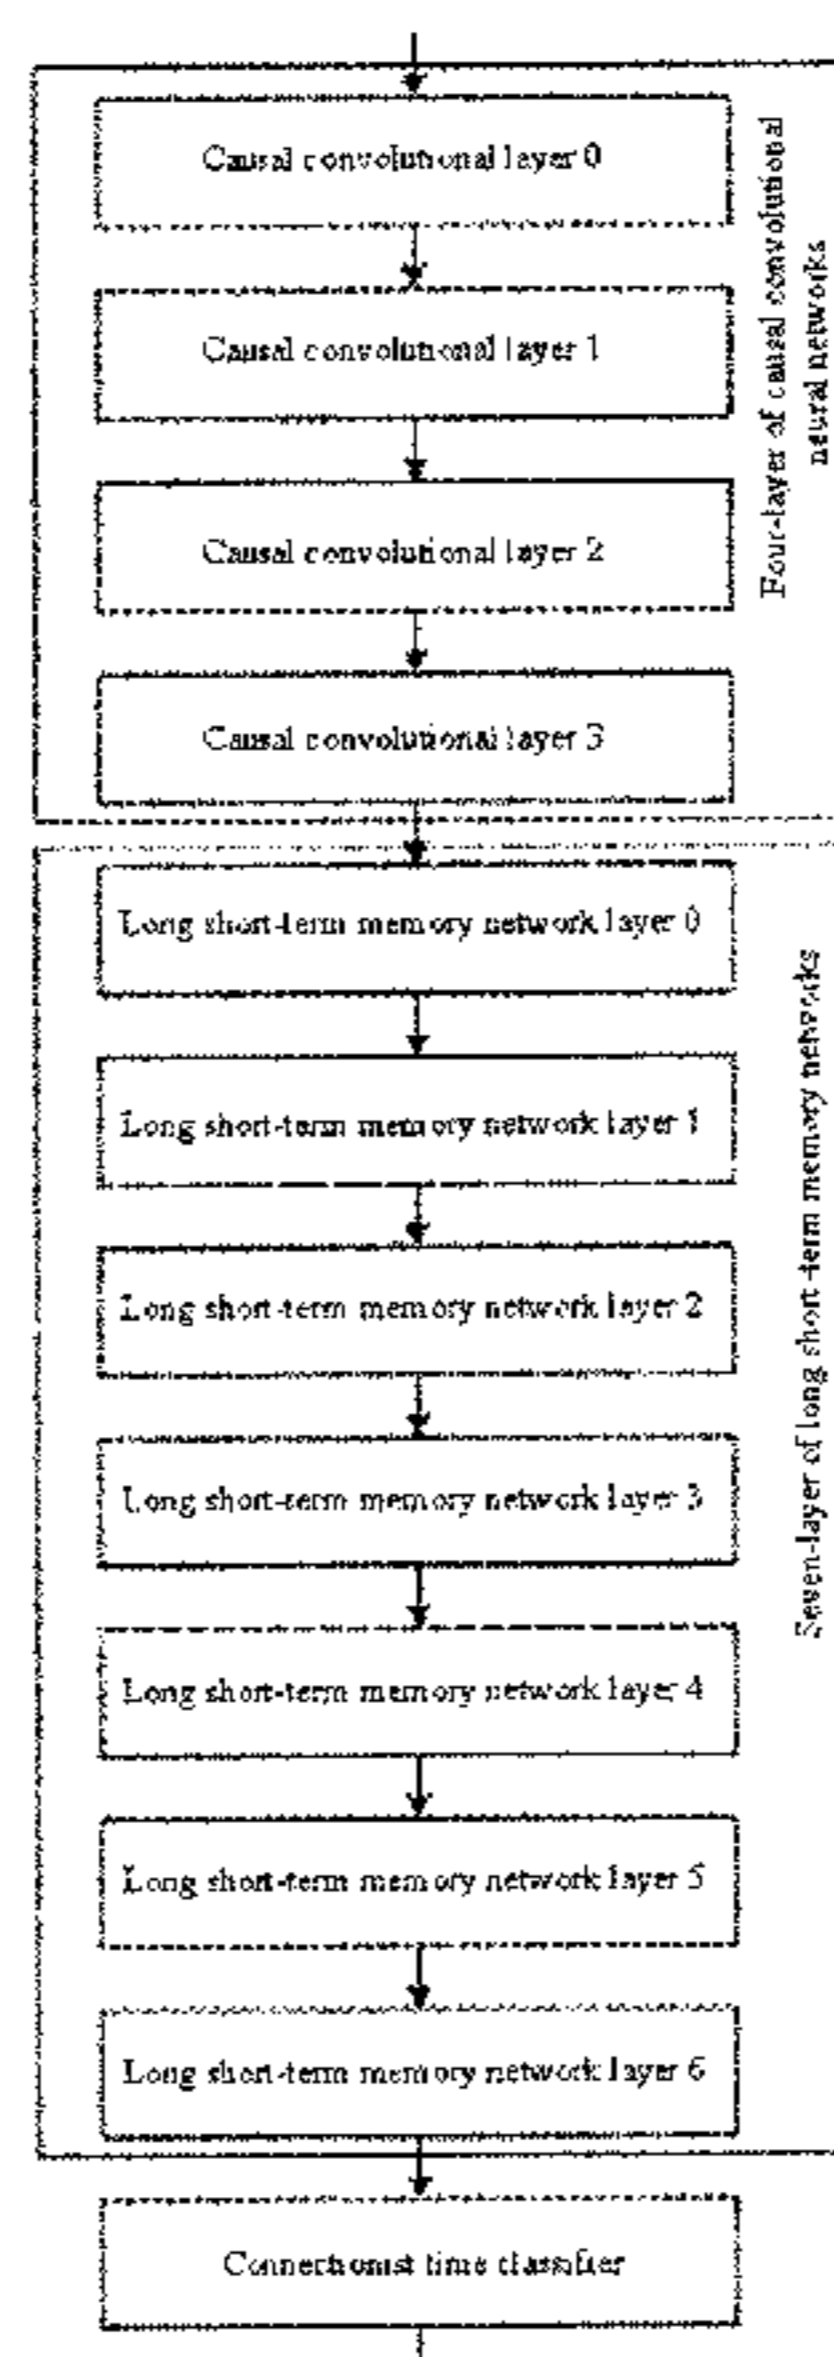 Causal convolutional layer 0
Causal convolutional layer 1
Causal convolutional layer 2
Causal convolutional layer 3
Four-layer of causal convolutional
neural networks
Long short-term memory network layer 0
Long short-term memory network layer 1
Long short-term memory network layer 2
Long short-term memory network layer 3
Long short-term memory network layer 4
Long short-term memory network layer 5
Long short-term memory network layer 6
Seven-layer of long short-term memory networks
Connectionist time classifier